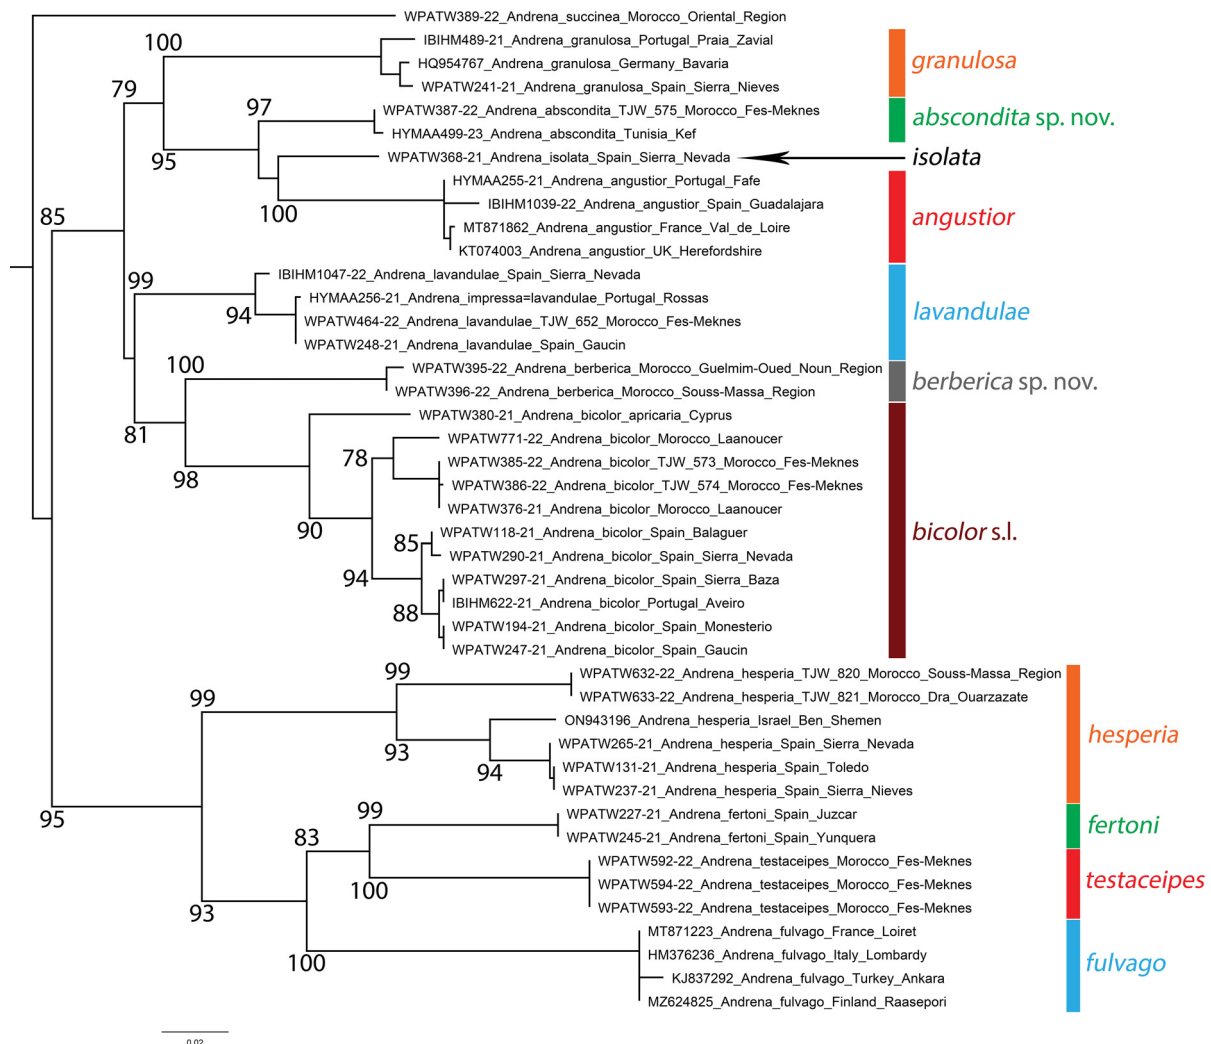 WPATW389-22_Andrena_succinea_Morocco_Oriental_Region
IBIHM489-21_Andrena_granulosa_Portugal_Praia_Zavial
100
HQ954767_Andrena_granulosa_Germany_Bavaria
granulosa
WPATW241-21_Andrena_granulosa_Spain_Sierra_Nieves
79
97
WPATW387-22_Andrena_abscondita_TJW_575_Morocco_Fes-Meknes
abscondita sp. nov.
HYMAA499-23_Andrena_abscondita_Tunisia_Kef
95
WPATW368-21_Andrena_isolata_Spain_Sierra_Nevada
isolata
HYMAA255-21_Andrena_angustior_Portugal_Fafe
IBIHM1039-22_Andrena_angustior_Spain_Guadalajara
100
85
angustior
MT871862_Andrena_angustior_France_Val_de_Loire
KT074003_Andrena_angustior_UK_Herefordshire
IBIHM1047-22_Andrena_lavandulae_Spain_Sierra_Nevada
99
HYMAA256-21_Andrena_impressa=lavandulae_Portugal_Rossas
94
lavandulae
WPATW464-22_Andrena_lavandulae_TJW_652_Morocco_Fes-Meknes
WPATW248-21_Andrena_lavandulae_Spain_Gaucin
100
WPATW395-22_Andrena_berberica_Morocco_Guelmim-Oued_Noun_Region
berberica sp. nov.
WPATW396-22_Andrena_berberica_Morocco_Souss-Massa_Region
WPATW380-21_Andrena_bicolor_apricaria_Cyprus
81
WPATW771-22_Andrena_bicolor_Morocco_Laanoucer
78
WPATW385-22_Andrena_bicolor_TJW_573_Morocco_Fes-Meknes
98
WPATW386-22_Andrena_bicolor_TJW_574_Morocco_Fes-Meknes
WPATW376-21_Andrena_bicolor_Morocco_Laanoucer
90
WPATW118-21_Andrena_bicolor_Spain_Balaguer
bicolor s.l.
85
WPATW290-21_Andrena_bicolor_Spain_Sierra_Nevada
94
WPATW297-21_Andrena_bicolor_Spain_Sierra_Baza
IBIHM622-21_Andrena_bicolor_Portugal_Aveiro
88
WPATW194-21_Andrena_bicolor_Spain_Monesterio
WPATW247-21_Andrena_bicolor_Spain_Gaucin
99
WPATW632-22_Andrena_hesperia_TJW_820_Morocco_Souss-Massa_Region
99
WPATW633-22_Andrena_hesperia_TJW_821_Morocco_Dra_Ouarzazate
ON943196_Andrena_hesperia_Israel_Ben_Shemen
hesperia
93
WPATW265-21_Andrena_hesperia_Spain_Sierra_Nevada
94
WPATW131-21_Andrena_hesperia_Spain_Toledo
WPATW237-21_Andrena_hesperia_Spain_Sierra_Nieves
99
WPATW227-21_Andrena_fertoni_Spain_Juzcar
95
fertoni
83
WPATW245-21_Andrena_fertoni_Spain_Yunquera
WPATW592-22_Andrena_testaceipes_Morocco_Fes-Meknes
100
WPATW594-22_Andrena_testaceipes_Morocco_Fes-Meknes
testaceipes
93
WPATW593-22_Andrena_testaceipes_Morocco_Fes-Meknes
MT871223_Andrena_fulvago_France_Loiret
HM376236_Andrena_fulvago_Italy_Lombardy
100
fulvago
KJ837292_Andrena_fulvago_Turkey_Ankara
MZ624825_Andrena_fulvago_Finland_Raasepori
0.02